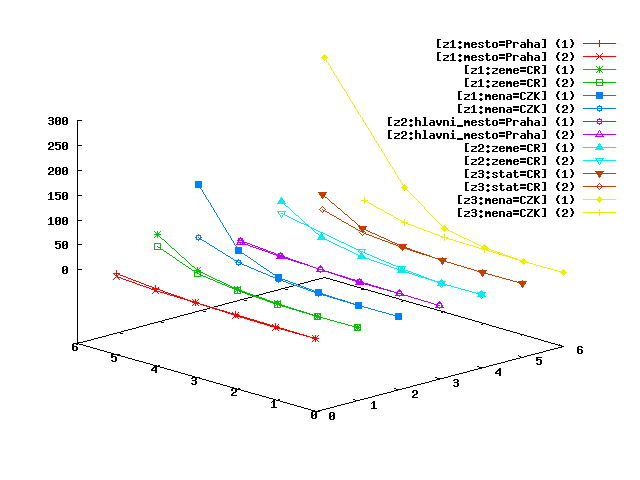 [z1:mesto=Praha] (1)
[z1:mesto=Praha] (2)
[z1:zeme=CR] (1)
[z1:zeme=CR] (2)
[z1:mena=CZK] (1)
[z1:mena=CZK] (2)
[z2:hlavni_mesto=Praha] (1)
[z2:hlavni_mesto=Praha] (2)
[z2:zeme=CR] (1)
[z2:zeme=CR] (2)
[z3:stat=CR] (1)
[z3:stat=CR] (2)
[z3:mena=CZK] (1)
[z3:mena=CZK] (2)
300
250
200
150
100
50
0
6
5
4
3
2
1
0
0
1
2
3
4
5
6